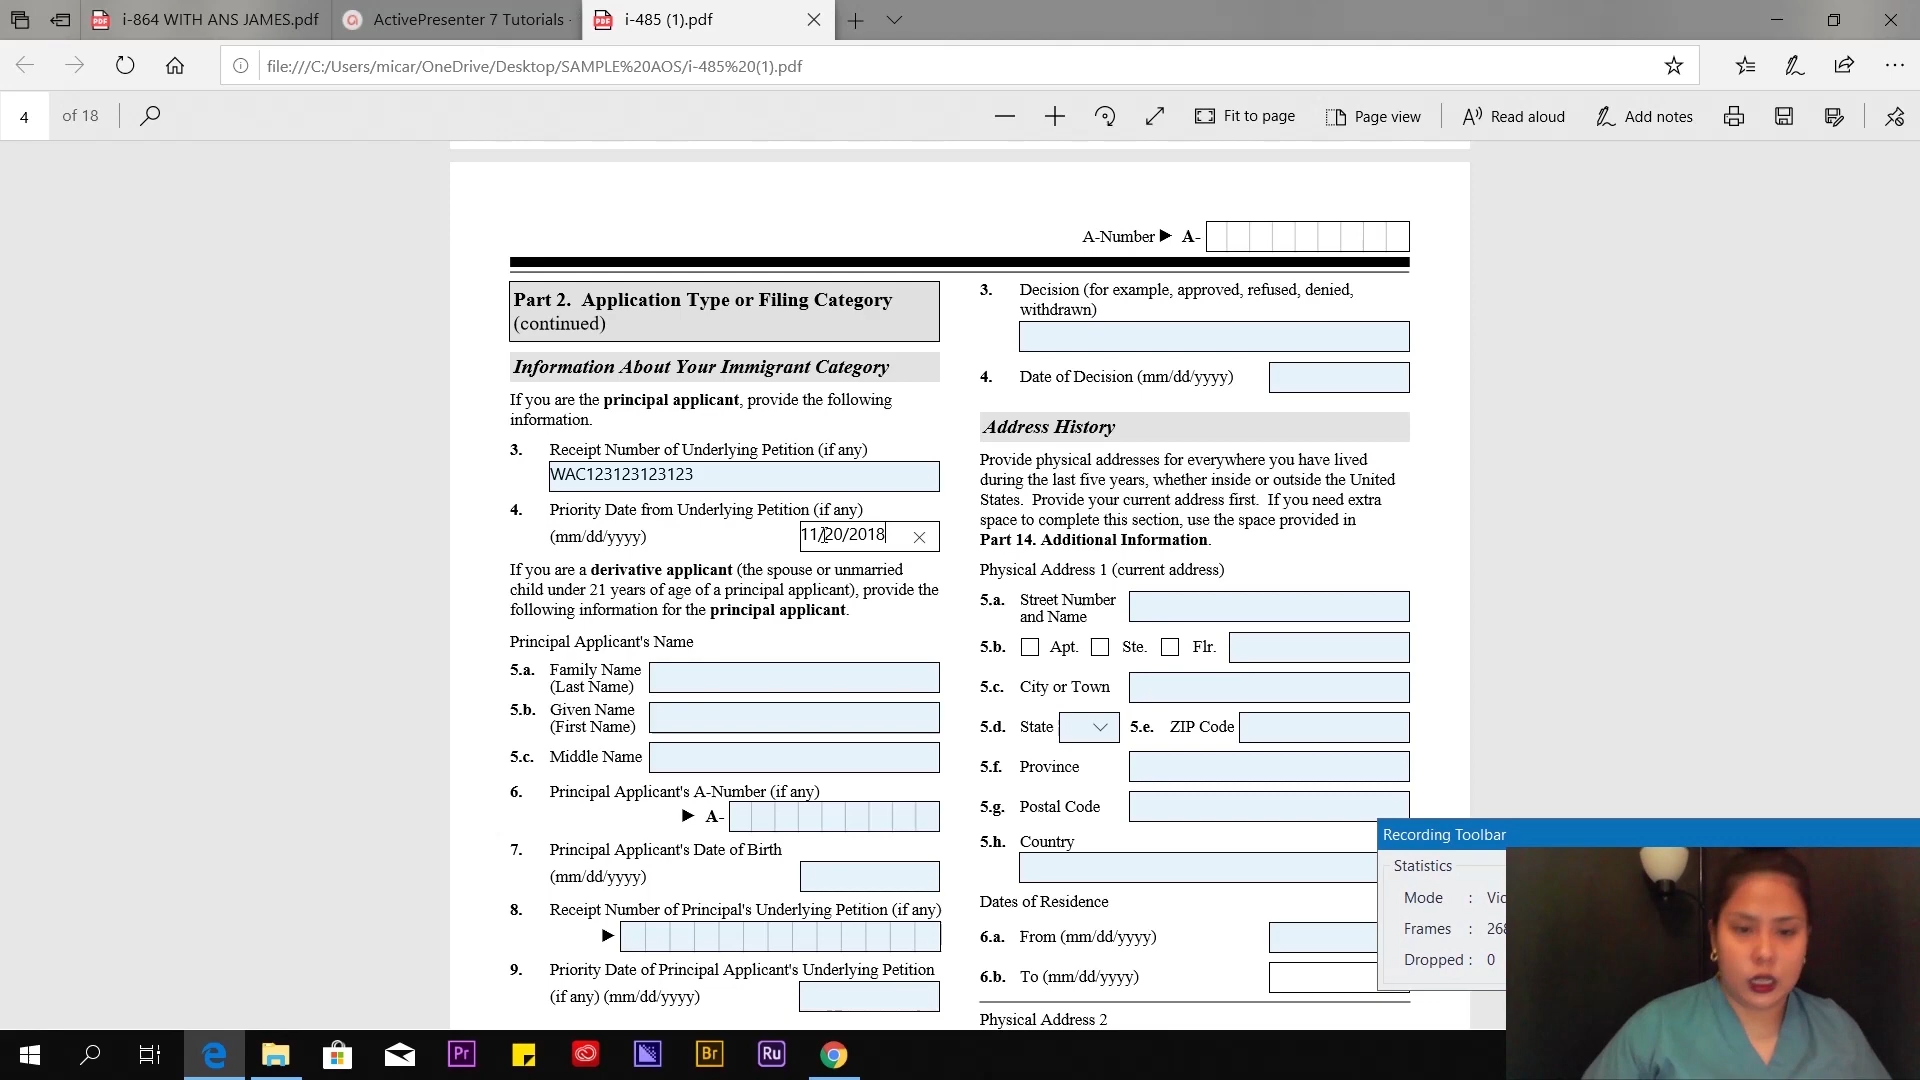 i-864 WITH ANS JAMES.pdf
ActivePresenter 7 Tutorials -
i-485 (1).pdf
file:///C:/Users/micar/OneDrive/Desktop/SAMPLE%20AOS/i-485%20(1).pdf
4 of 18
Fit to page
Page view
Read aloud
Add notes
A-Number A-
Part 2. Application Type or Filing Category
(continued)
Information About Your Immigrant Category
If you are the principal applicant, provide the following
information.
3. Receipt Number of Underlying Petition (if any)
WAC123123123123
4. Priority Date from Underlying Petition (if any)
(mm/dd/yyyy) 11/20/2018
If you are a derivative applicant (the spouse or unmarried
child under 21 years of age of a principal applicant), provide the
following information for the principal applicant.
Principal Applicant's Name
5.a. Family Name
(Last Name)
5.b. Given Name
(First Name)
5.c. Middle Name
6. Principal Applicant's A-Number (if any)
A-
7. Principal Applicant's Date of Birth
(mm/dd/yyyy)
8. Receipt Number of Principal's Underlying Petition (if any)
9. Priority Date of Principal Applicant's Underlying Petition
(if any) (mm/dd/yyyy)
3. Decision (for example, approved, refused, denied,
withdrawn)
4. Date of Decision (mm/dd/yyyy)
Address History
Provide physical addresses for everywhere you have lived
during the last five years, whether inside or outside the United
States. Provide your current address first. If you need extra
space to complete this section, use the space provided in
Part 14. Additional Information.
Physical Address 1 (current address)
5.a. Street Number
and Name
5.b. Apt. Ste. Flr.
5.c. City or Town
5.d. State 5.e. ZIP Code
5.f. Province
5.g. Postal Code
5.h. Country
Dates of Residence
6.a. From (mm/dd/yyyy)
6.b. To (mm/dd/yyyy)
Physical Address 2
Recording Toolbar
Statistics
Mode :
Frames : 268
Dropped : 0
Pr
Br
Ru